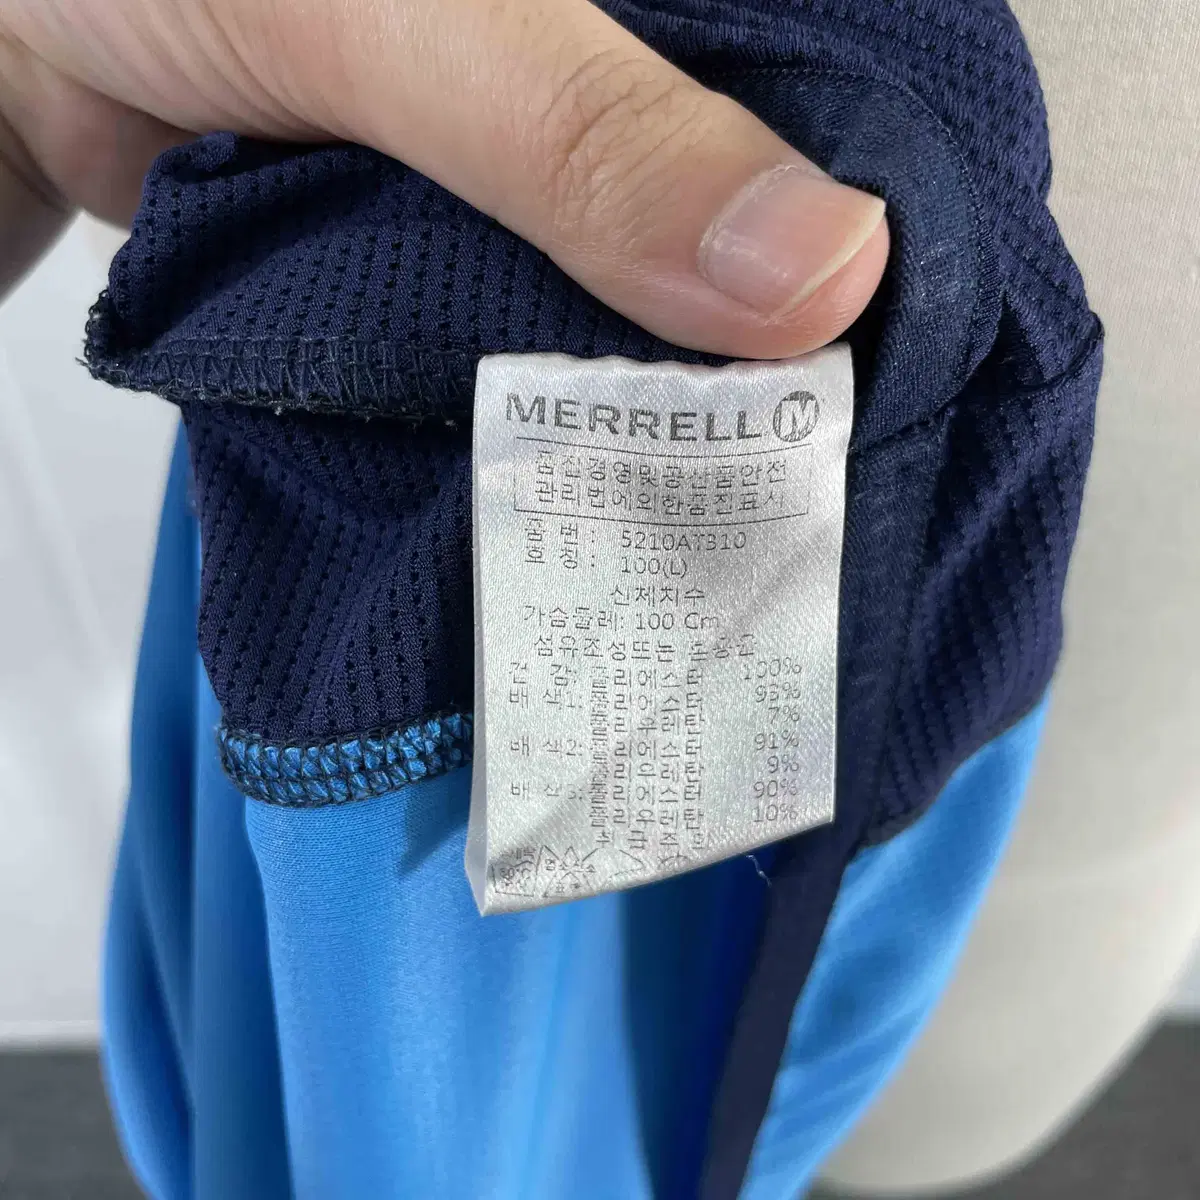 MERRELL
품질경영및공산품안전
관리법에의한품질표시
품 번 : 5210AT310
호 칭 : 100(L)
신체치수
가슴둘레: 100 Cm
섬유조성또는 혼용율
겉 감: 폴리에스터 100%
배 색1: 폴리에스터 93%
폴리우레탄 7%
배 색2: 폴리에스터 91%
폴리우레탄 9%
배 색3: 폴리에스터 90%
폴리우레탄 10%